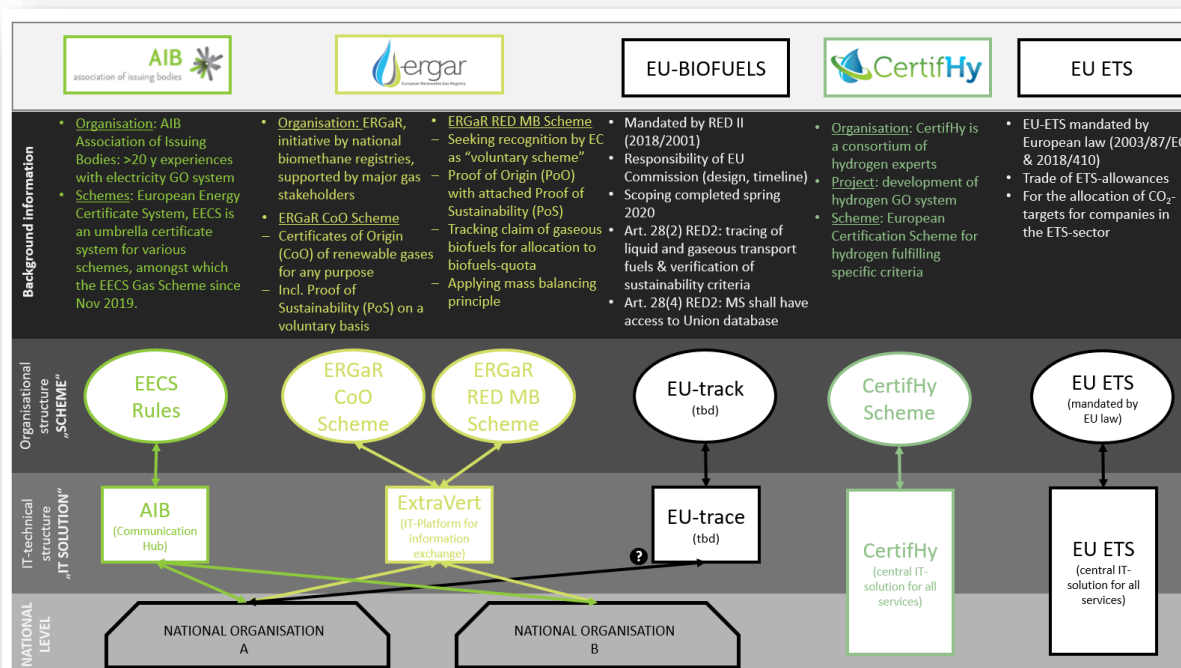 AIB
association of issuing bodies
ergar
European Renewable Gas Registry
EU-BIOFUELS
CertifHy
EU ETS
Background information
• Organisation: AIB
Association of Issuing
Bodies: >20 y experiences
with electricity GO system
• Schemes: European Energy
Certificate System, EECS is
an umbrella certificate
system for various
schemes, amongst which
the EECS Gas Scheme since
Nov 2019.
• Organisation: ERGaR,
initiative by national
biomethane registries,
supported by major gas
stakeholders
• ERGaR CoO Scheme
– Certificates of Origin
(CoO) of renewable gases
for any purpose
– Incl. Proof of
Sustainability (PoS) on a
voluntary basis
• ERGaR RED MB Scheme
– Seeking recognition by EC
as “voluntary scheme”
– Proof of Origin (PoO)
with attached Proof of
Sustainability (PoS)
– Tracking claim of gaseous
biofuels for allocation to
biofuels-quota
– Applying mass balancing
principle
• Mandated by RED II
(2018/2001)
• Responsibility of EU
Commission (design, timeline)
• Scoping completed spring
2020
• Art. 28(2) RED2: tracing of
liquid and gaseous transport
fuels & verification of
sustainability criteria
• Art. 28(4) RED2: MS shall have
access to Union database
• Organisation: CertifHy is
a consortium of
hydrogen experts
• Project: development of
hydrogen GO system
• Scheme: European
Certification Scheme for
hydrogen fulfilling
specific criteria
• EU-ETS mandated by
European law (2003/87/EC
& 2018/410)
• Trade of ETS-allowances
• For the allocation of CO₂-
targets for companies in
the ETS-sector
Organisational
structure
„SCHEME“
EECS
Rules
ERGaR
CoO
Scheme
ERGaR
RED MB
Scheme
EU-track
(tbd)
CertifHy
Scheme
EU ETS
(mandated by
EU law)
IT-technical
structure
„IT SOLUTION“
AIB
(Communication
Hub)
ExtraVert
(IT-Platform for
information
exchange)
EU-trace
(tbd)
?
CertifHy
(central IT-
solution for all
services)
EU ETS
(central IT-
solution for all
services)
NATIONAL
LEVEL
NATIONAL ORGANISATION
A
NATIONAL ORGANISATION
B